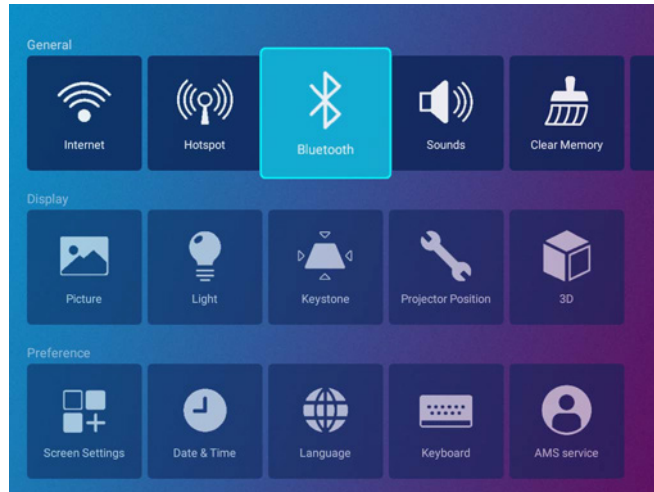 General
Internet
Hotspot
Bluetooth
Sounds
Clear Memory
Display
Picture
Light
Keystone
Projector Position
3D
Preference
Screen Settings
Date & Time
Language
Keyboard
AMS service